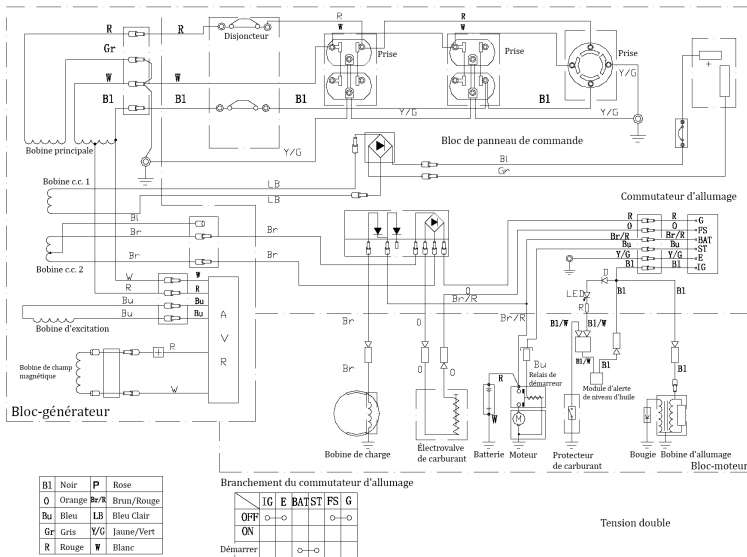 R
Gr
W
Bl
R
W
Bl
Disjoncteur
Bl
R
W
Prise
Prise
Prise
Y/G
Y/G
Bl
Y/G
+
Bobine principale
Bloc de panneau de commande
Bl
Gr
Bobine c.c. 1
LB
LB
Commutateur d'allumage
Bl
Br
Br
Br
Br
Bobine c.c. 2
R
O
Br/R
Bu
Y/G
Bl
R
O
Br/R
Bu
Y/G
Bl
G
FS
BAT
ST
E
IG
W
R
Bu
Bu
W
R
Bu
Bu
A
V
R
Bobine d'excitation
D
LED
R
Bl
Bl
O
Br/R
Br/R
Br
Br
O
O
O
Bl/W
Bl/W
Bl/W
Bl
Bl
Bu
Relais de
démarreur
R
W
M
Module d'alerte
de niveau d'huile
Bobine de champ
magnétique
R
W
+
Bloc-générateur
Bobine de charge
Électrovalve
de carburant
Batterie
Moteur
Protecteur
de carburant
Bougie
Bobine d'allumage
Bloc-moteur
Bl Noir P Rose
O Orange Br/R Brun/Rouge
Bu Bleu LB Bleu Clair
Gr Gris Y/G Jaune/Vert
R Rouge W Blanc
Branchement du commutateur d'allumage
IG E BAT ST FS G
OFF
ON
Démarrer
Tension double